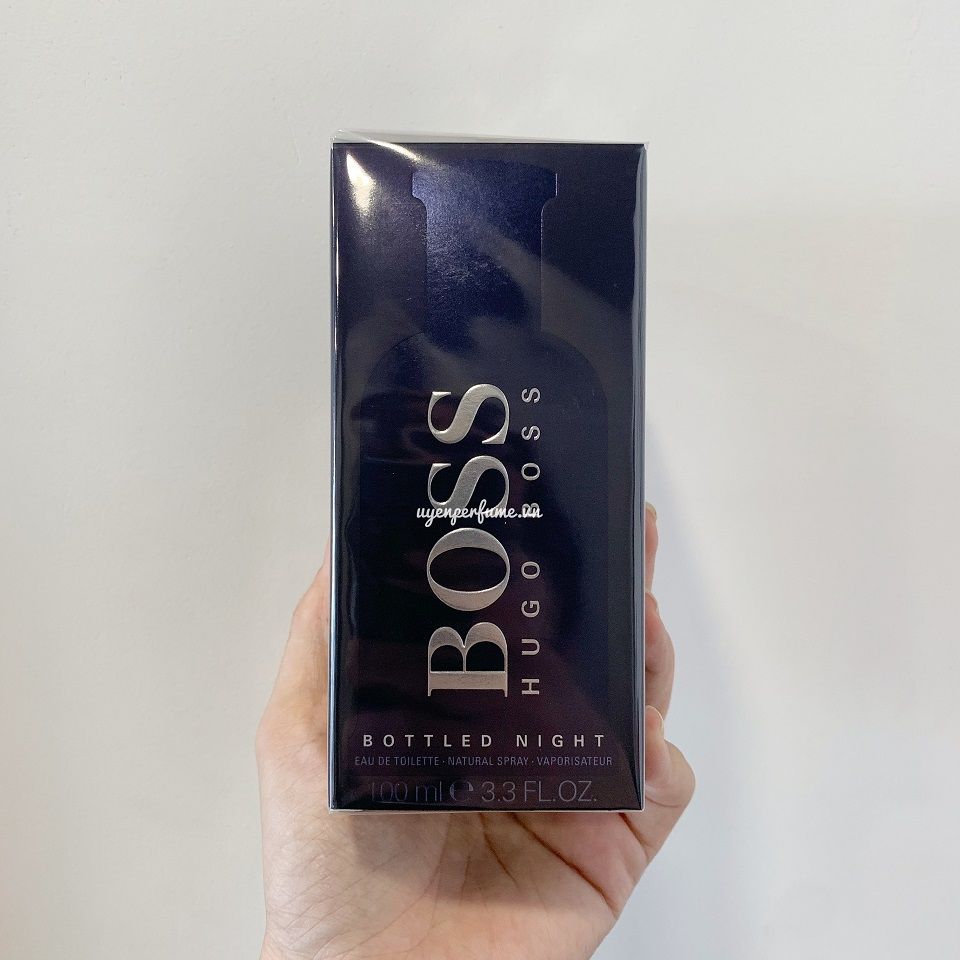 BOSS
HUGO BOSS
uyenperfume.vn
BOTTLED NIGHT
EAU DE TOILETTE · NATURAL SPRAY · VAPORISATEUR
100 ml ℮ 3.3 FL.OZ.